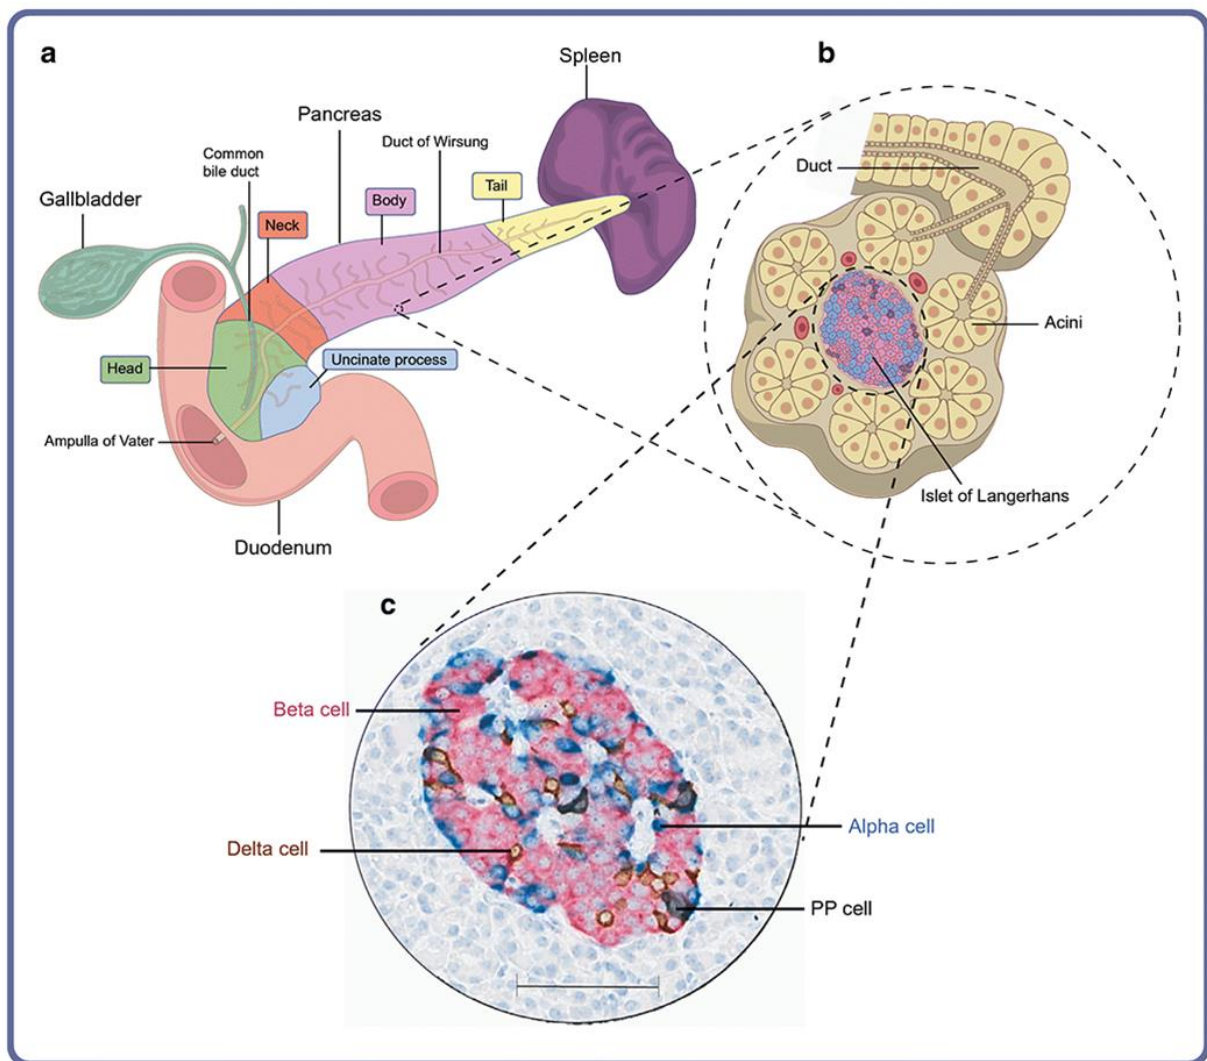 a
Spleen
b
Pancreas
Duct of Wirsung
Common
bile duct
Duct
Tail
Gallbladder
Body
Neck
Acini
Uncinate process
Head
Ampulla of Vater
Islet of Langerhans
Duodenum
c
Beta cell
Alpha cell
Delta cell
PP cell